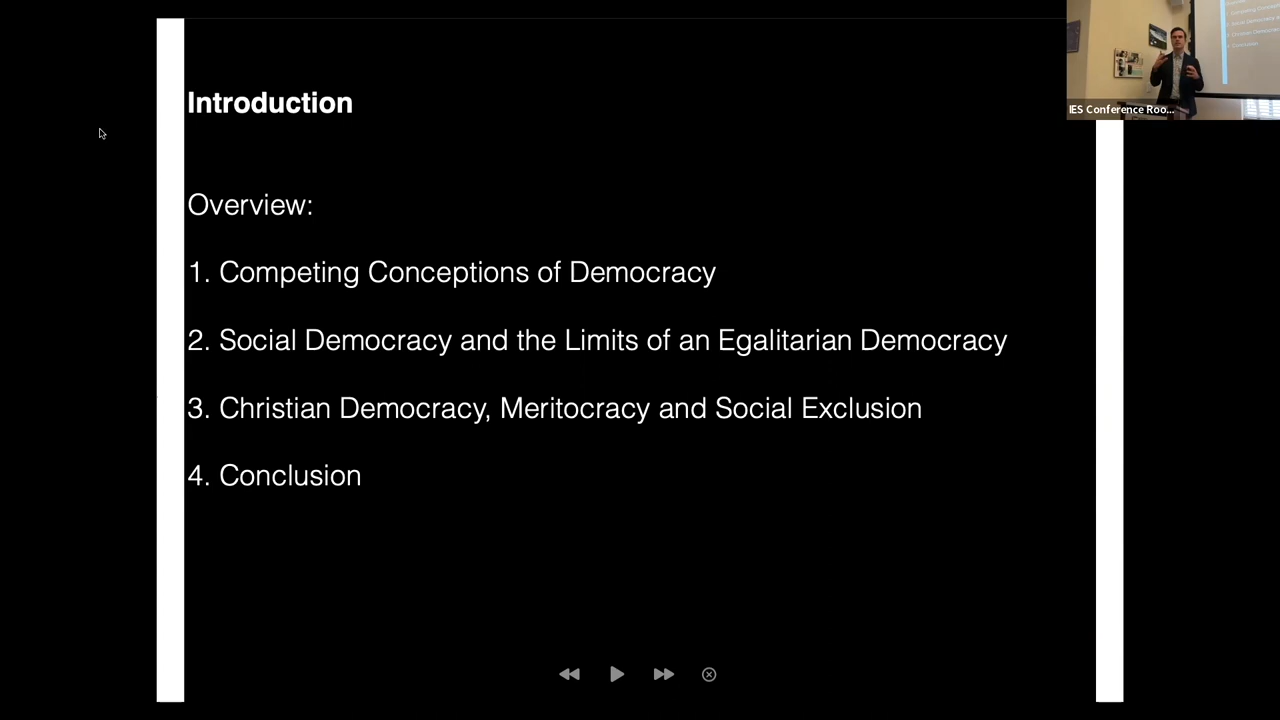 Introduction
Overview:
1. Competing Conceptions of Democracy
2. Social Democracy and the Limits of an Egalitarian Democracy
3. Christian Democracy, Meritocracy and Social Exclusion
4. Conclusion
IES Conference Roo...